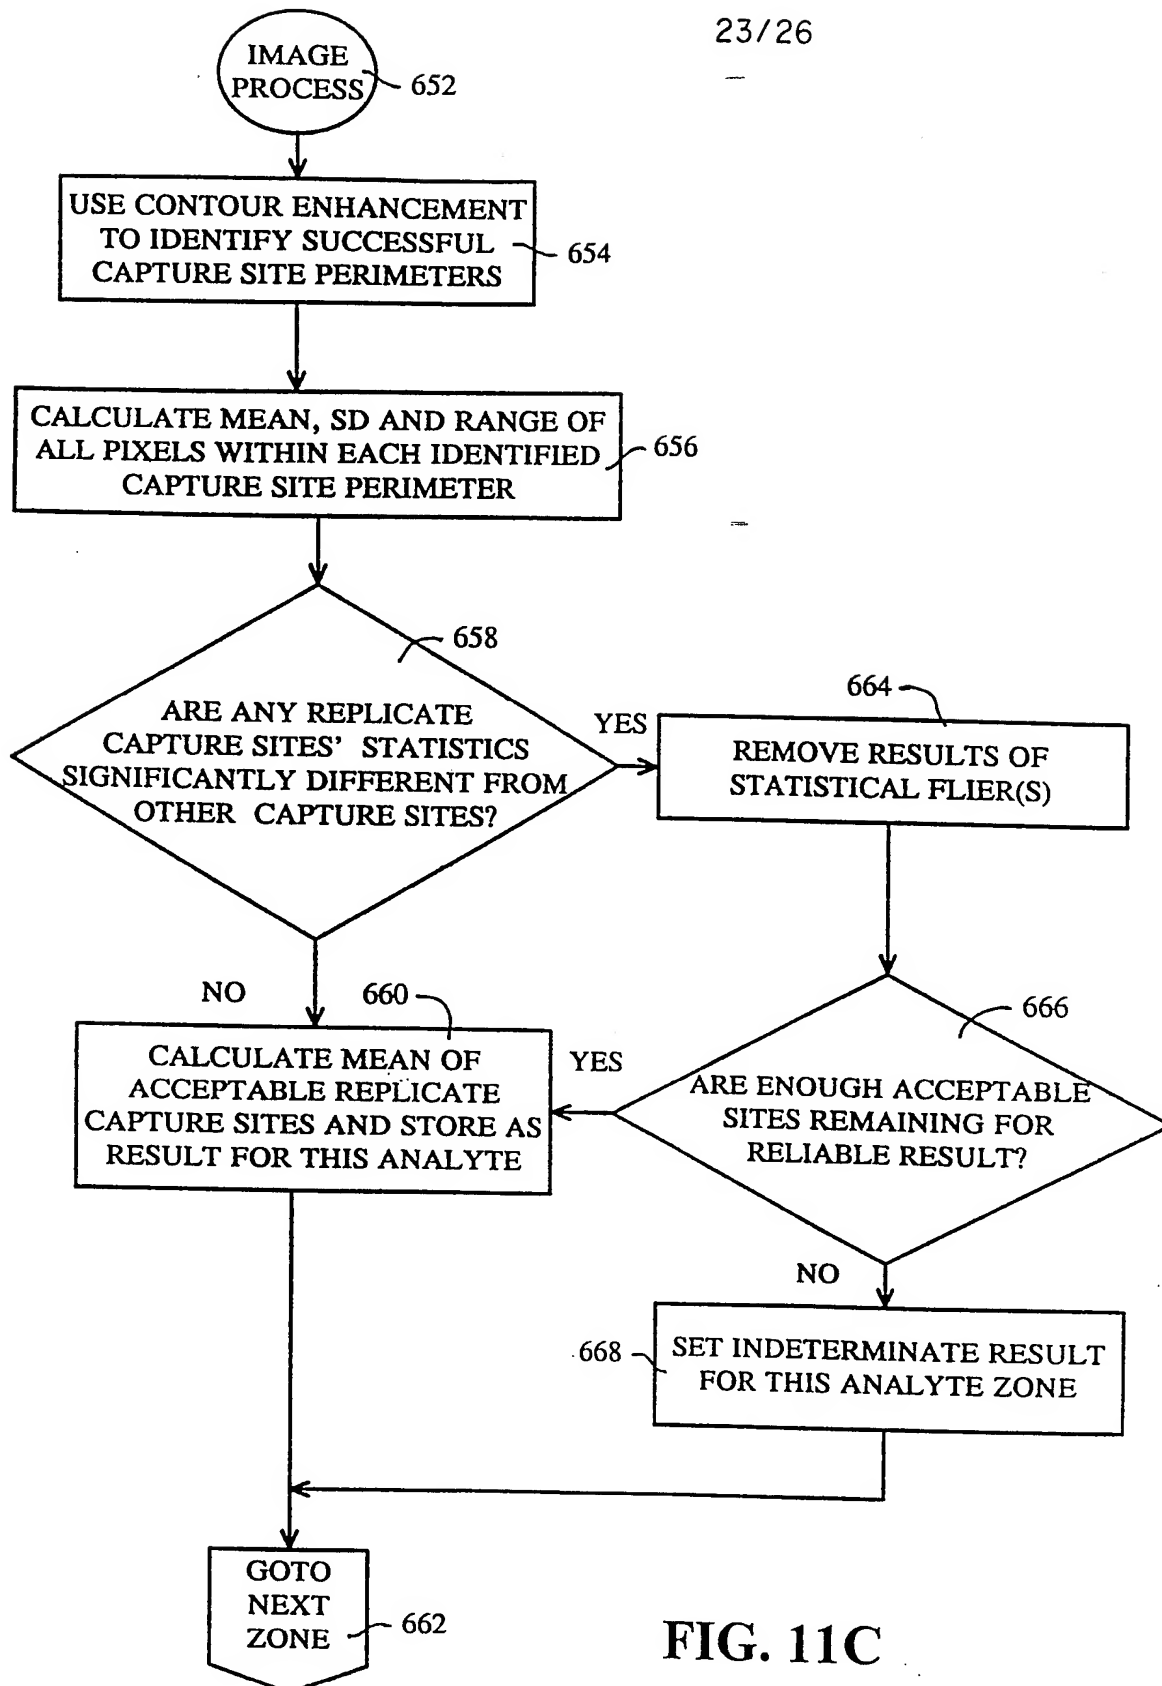 23/26
IMAGE
PROCESS
652
USE CONTOUR ENHANCEMENT
TO IDENTIFY SUCCESSFUL
CAPTURE SITE PERIMETERS
654
CALCULATE MEAN, SD AND RANGE OF
ALL PIXELS WITHIN EACH IDENTIFIED
CAPTURE SITE PERIMETER
656
658
ARE ANY REPLICATE
CAPTURE SITES' STATISTICS
SIGNIFICANTLY DIFFERENT FROM
OTHER CAPTURE SITES?
YES
664
REMOVE RESULTS OF
STATISTICAL FLIER(S)
NO
660
CALCULATE MEAN OF
ACCEPTABLE REPLICATE
CAPTURE SITES AND STORE AS
RESULT FOR THIS ANALYTE
YES
666
ARE ENOUGH ACCEPTABLE
SITES REMAINING FOR
RELIABLE RESULT?
NO
668
SET INDETERMINATE RESULT
FOR THIS ANALYTE ZONE
GOTO
NEXT
ZONE
662
FIG. 11C